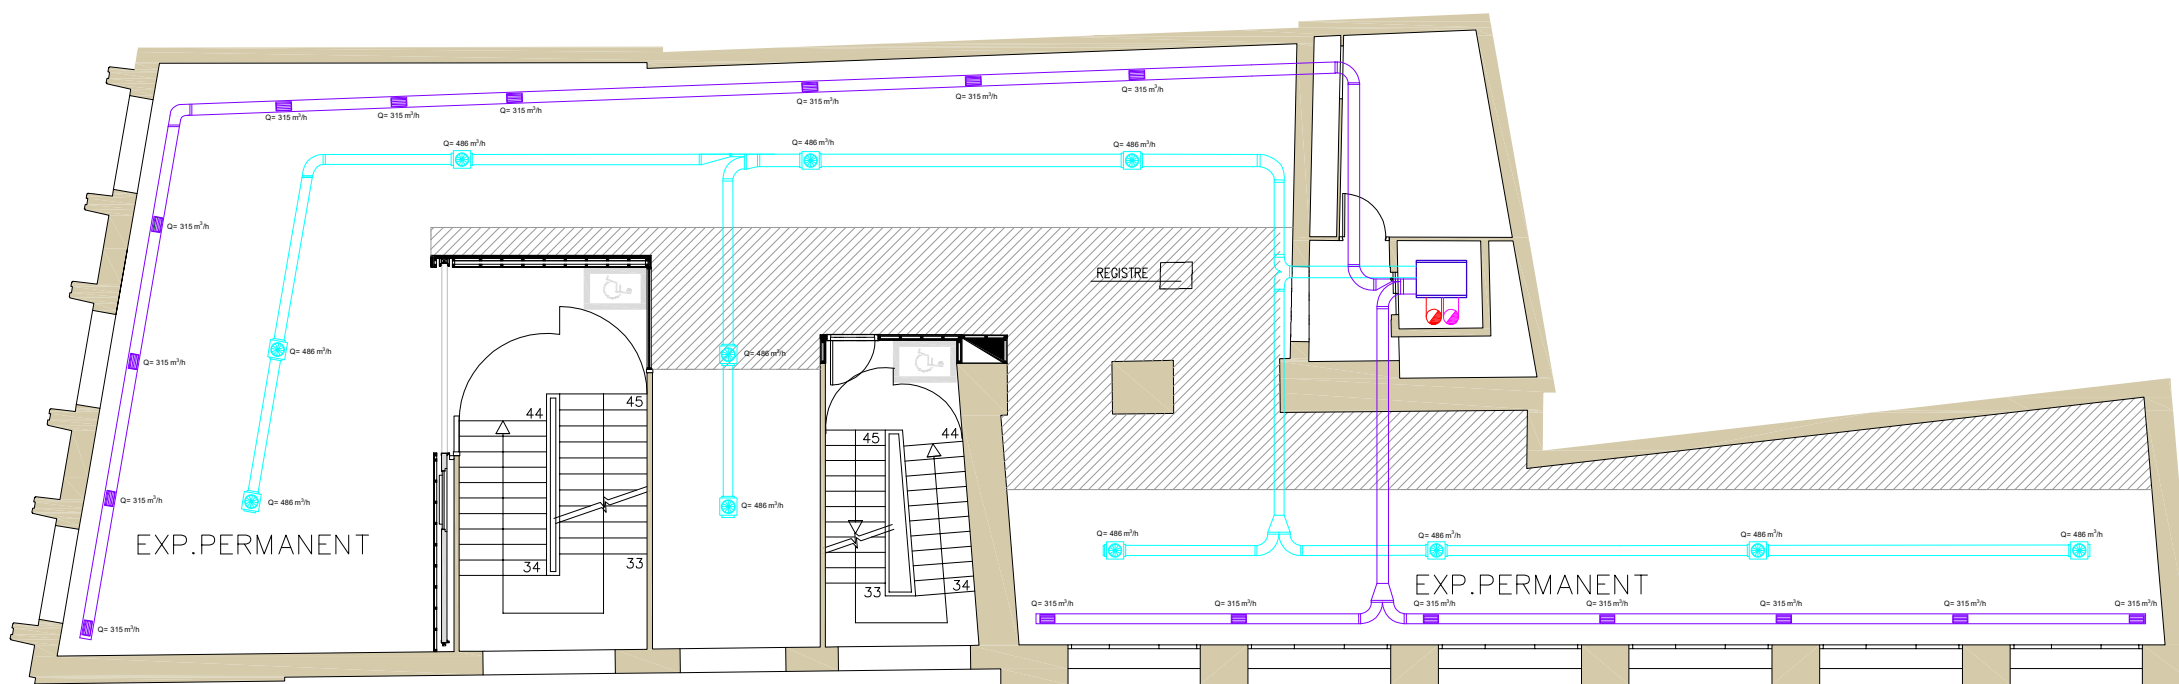 Q= 315 m³/h
Q= 315 m³/h
Q= 315 m³/h
Q= 315 m³/h
Q= 315 m³/h
Q= 315 m³/h
Q= 486 m³/h
Q= 486 m³/h
Q= 486 m³/h
Q= 315 m³/h
REGISTRE
Q= 486 m³/h
Q= 486 m³/h
Q= 315 m³/h
45
44
45
44
Q= 315 m³/h
Q= 486 m³/h
Q= 486 m³/h
EXP.PERMANENT
Q= 486 m³/h
Q= 486 m³/h
Q= 486 m³/h
Q= 486 m³/h
34
33
33
34
EXP.PERMANENT
Q= 315 m³/h
Q= 315 m³/h
Q= 315 m³/h
Q= 315 m³/h
Q= 315 m³/h
Q= 315 m³/h
Q= 315 m³/h
Q= 315 m³/h